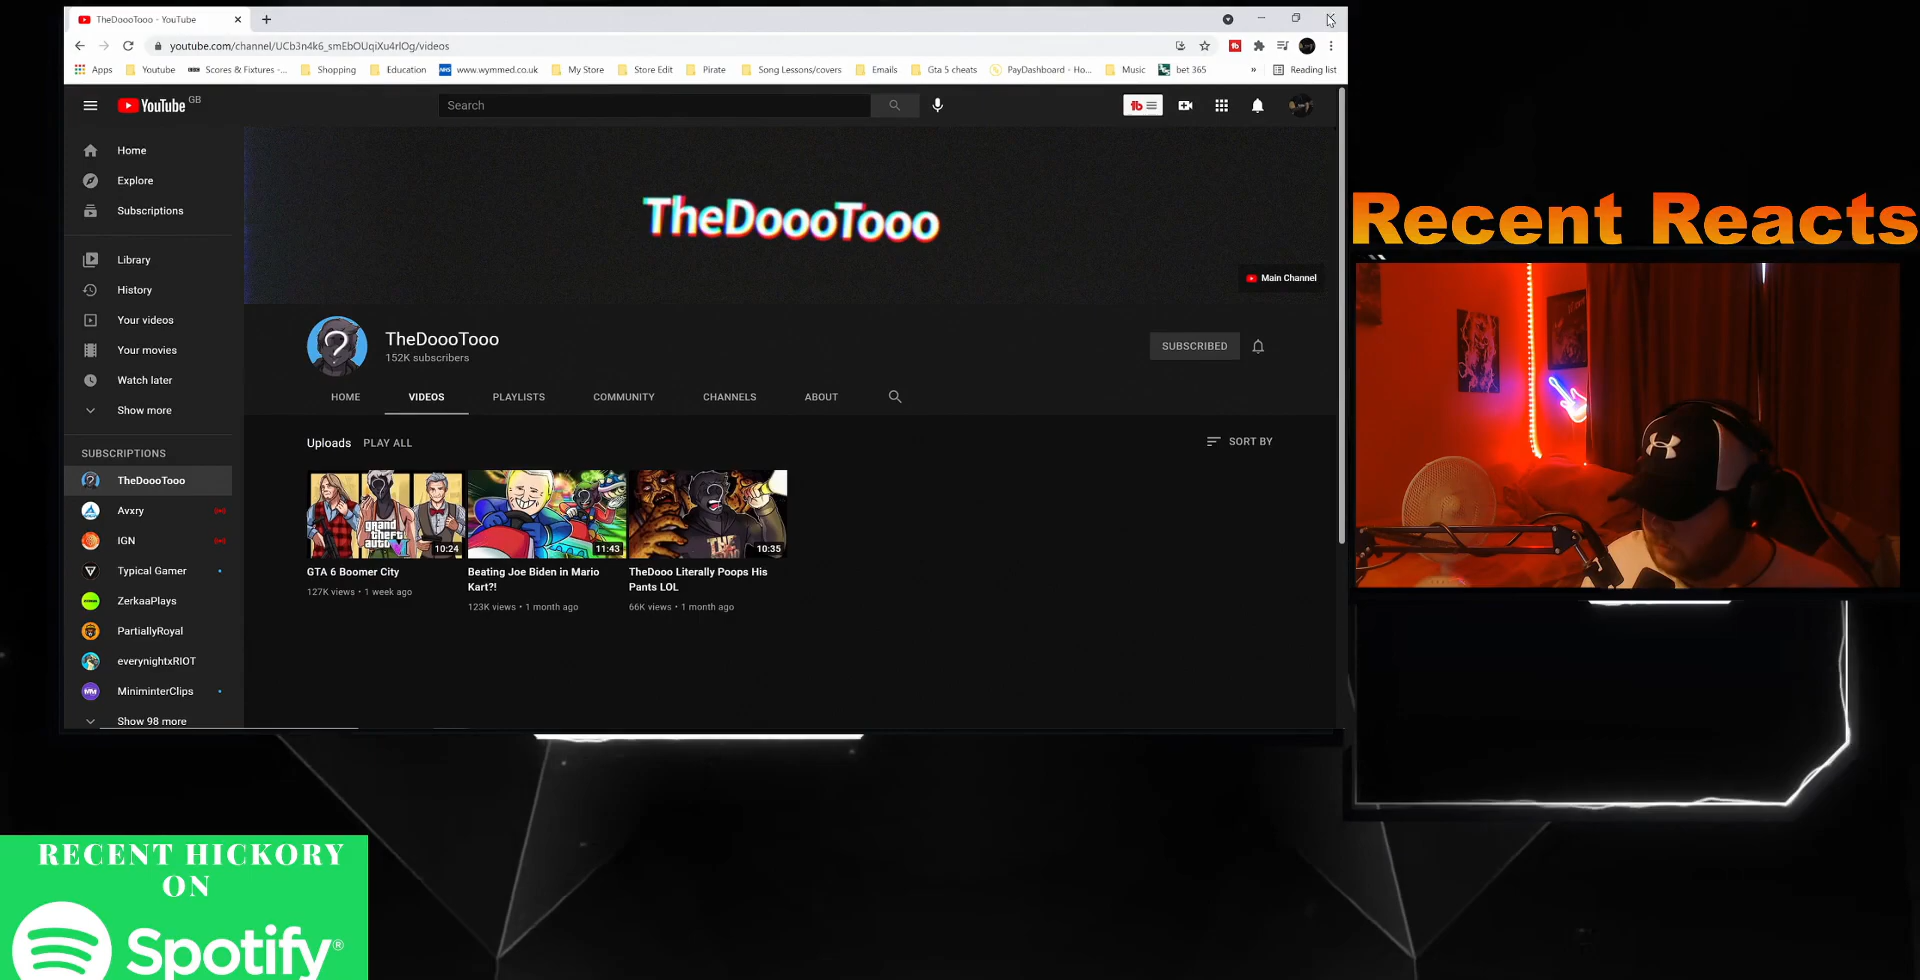 TheDoooTooo - YouTube
youtube.com/channel/UCb3n4k6_smEbOUqiXu4rlOg/videos
Apps Youtube Scores & Fixtures - ... Shopping Education www.wymmed.co.uk My Store Store Edit Pirate Song Lessons/covers Emails Gta 5 cheats PayDashboard - Ho... Music bet 365 » Reading list
YouTube GB
Search
Home
Explore
Subscriptions
Library
History
Your videos
Your movies
Watch later
Show more
SUBSCRIPTIONS
TheDoooTooo
Avxry
IGN
Typical Gamer
ZerkaaPlays
PartiallyRoyal
everynightxRIOT
MiniminterClips
Show 98 more
TheDoooTooo
Main Channel
TheDoooTooo
152K subscribers
SUBSCRIBED
HOME VIDEOS PLAYLISTS COMMUNITY CHANNELS ABOUT
Uploads PLAY ALL
SORT BY
grand
theft
auto VI
10:24
GTA 6 Boomer City
127K views • 1 week ago
11:43
Beating Joe Biden in Mario
Kart?!
123K views • 1 month ago
10:35
TheDooo Literally Poops His
Pants LOL
66K views • 1 month ago
Recent Reacts
RECENT HICKORY
ON
Spotify®